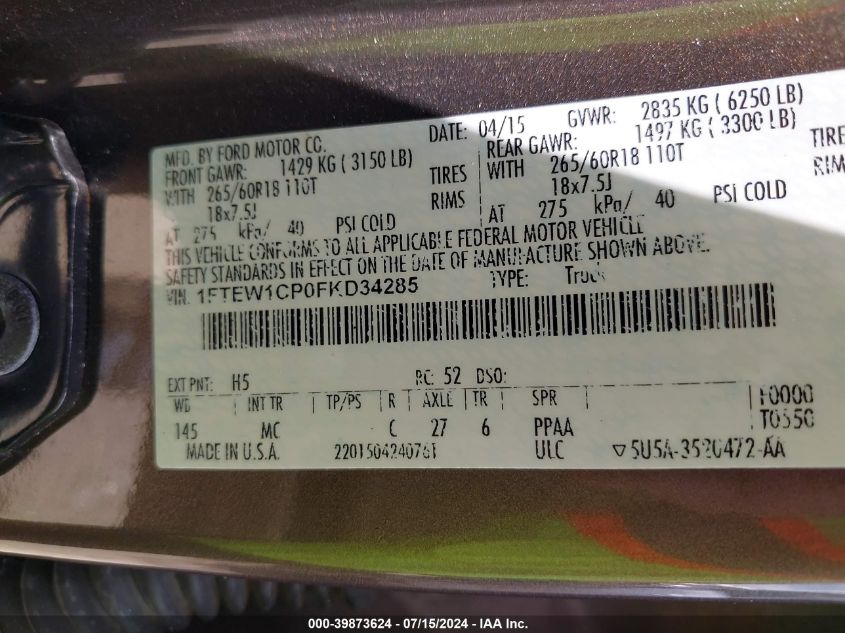 MFD. BY FORD MOTOR CO. DATE: 04/15 GVWR: 2835 KG ( 6250 LB)
FRONT GAWR: 1429 KG ( 3150 LB) REAR GAWR: 1497 KG ( 3300 LB)
WITH 265/60R18 110T TIRES WITH 265/60R18 110T TIRE
18x7.5J RIMS 18x7.5J RIM
AT 275 kPa/ 40 PSI COLD AT 275 kPa/ 40 PSI COLD
THIS VEHICLE CONFORMS TO ALL APPLICABLE FEDERAL MOTOR VEHICLE
SAFETY STANDARDS IN EFFECT ON THE DATE OF MANUFACTURE SHOWN ABOVE.
VIN: 1FTEW1CP0FKD34285 TYPE: Truck
EXT PNT: H5 RC: 52 DSO:
WB INT TR TP/PS R AXLE TR SPR F0000
145 MC C 27 6 PPAA T0550
MADE IN U.S.A. 2201504240761 ULC ▽5U5A-3520472-AA
000-39873624 / 07/15/2024 - IAA Inc.